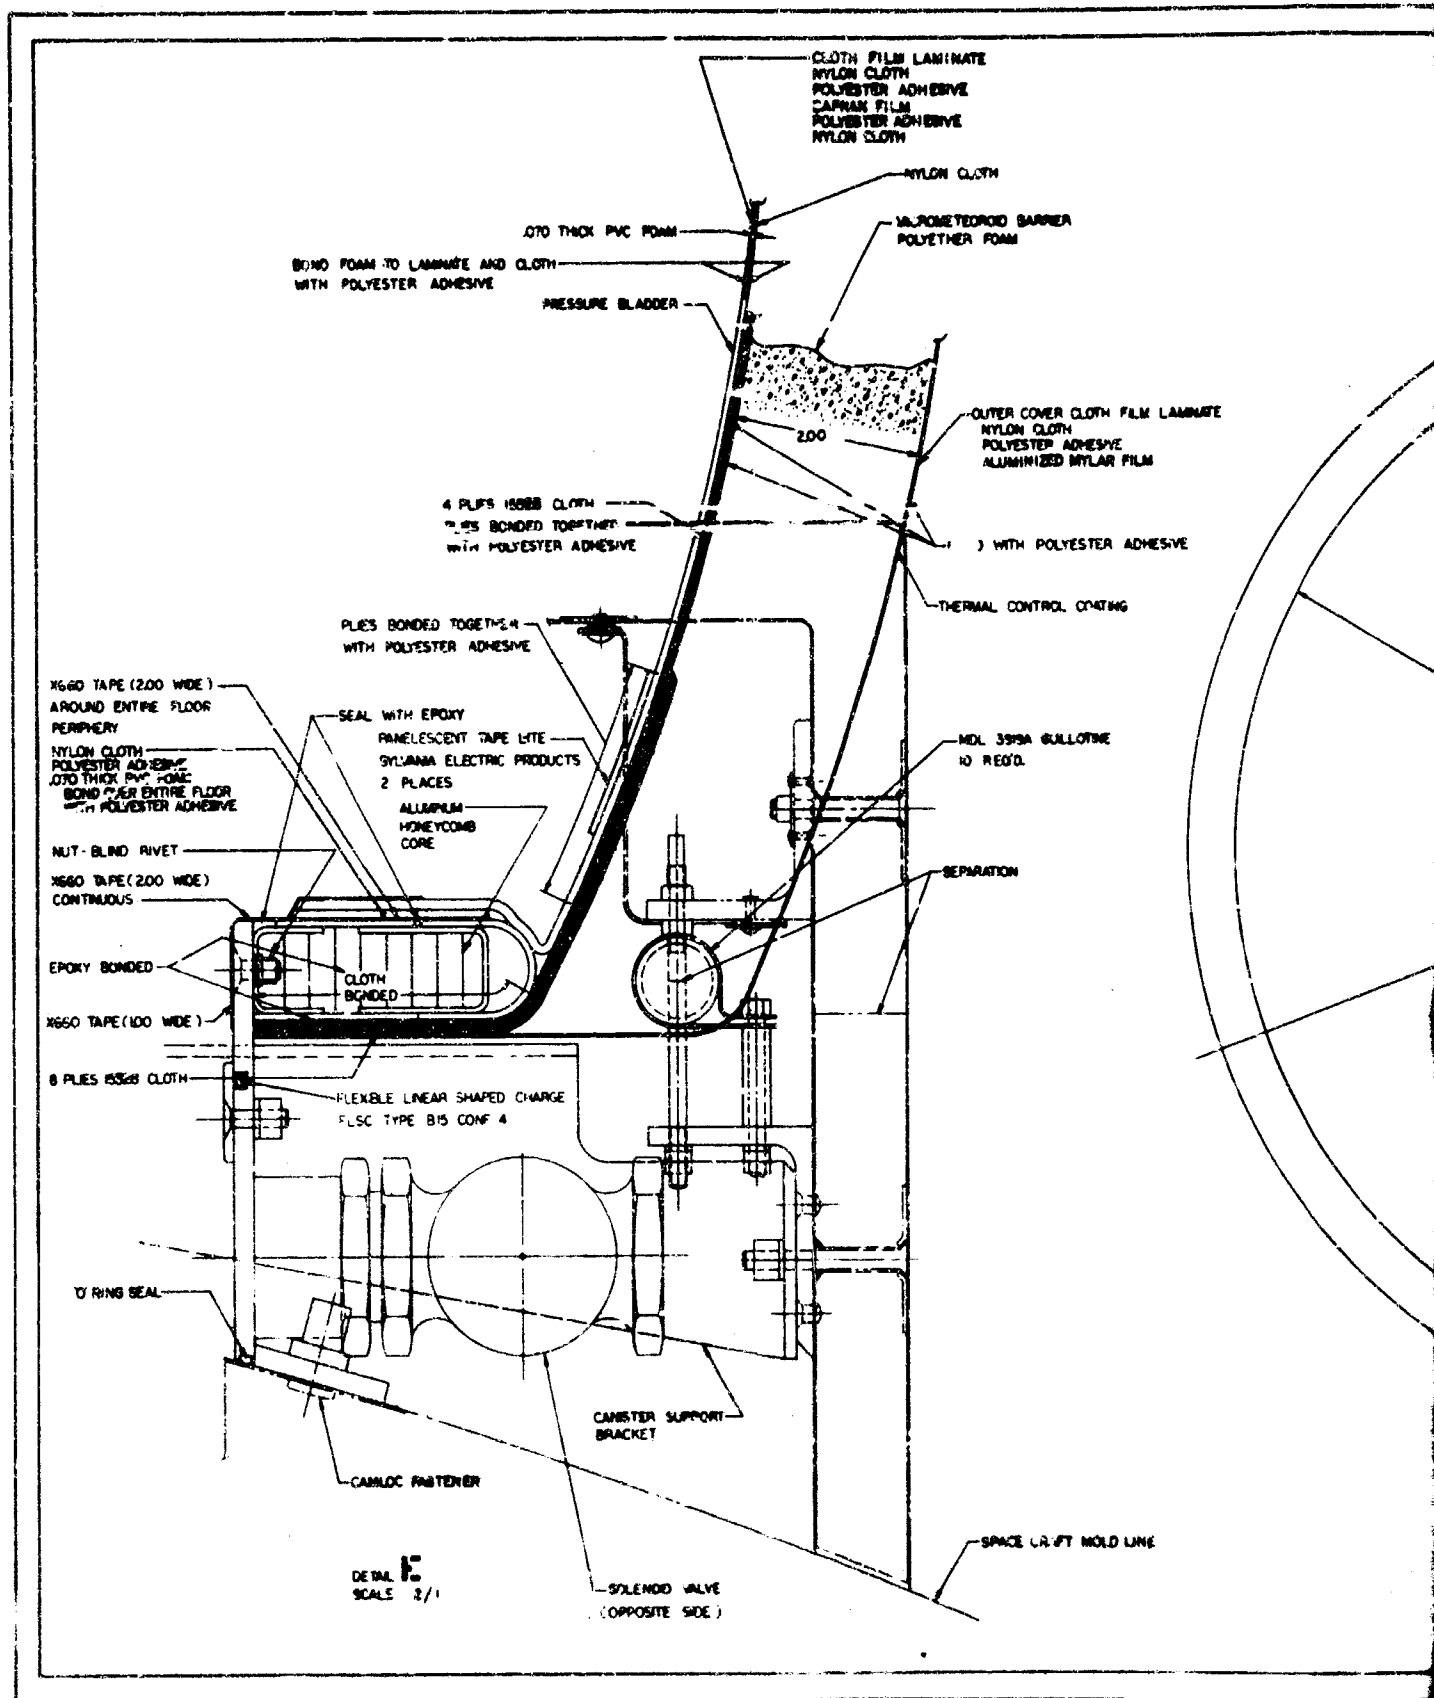 CLOTH FILM LAMINATE
NYLON CLOTH
POLYESTER ADHESIVE
CAPRAN FILM
POLYESTER ADHESIVE
NYLON CLOTH
NYLON CLOTH
.070 THICK PVC FOAM
MICROMETEOROID BARRIER
POLYETHER FOAM
BOND FOAM TO LAMINATE AND CLOTH
WITH POLYESTER ADHESIVE
PRESSURE BLADDER
OUTER COVER CLOTH FILM LAMINATE
NYLON CLOTH
POLYESTER ADHESIVE
ALUMINIZED MYLAR FILM
2.00
4 PLIES CLOTH
PLIES BONDED TOGETHER
WITH POLYESTER ADHESIVE
WITH POLYESTER ADHESIVE
THERMAL CONTROL COATING
PLIES BONDED TOGETHER
WITH POLYESTER ADHESIVE
X660 TAPE (2.00 WIDE)
AROUND ENTIRE FLOOR
PERIPHERY
SEAL WITH EPOXY
PANELESCENT TAPE LITE
SYLVANIA ELECTRIC PRODUCTS
2 PLACES
NYLON CLOTH
POLYESTER ADHESIVE
.070 THICK PVC FOAM
BOND OVER ENTIRE FLOOR
WITH POLYESTER ADHESIVE
ALUMINUM
HONEYCOMB
CORE
MDL 3919A GUILLOTINE
10 REQ'D.
NUT-BLIND RIVET
X660 TAPE (2.00 WIDE)
CONTINUOUS
SEPARATION
EPOXY BONDED
CLOTH
BONDED
X660 TAPE (1.00 WIDE)
8 PLIES CLOTH
FLEXIBLE LINEAR SHAPED CHARGE
FLSC TYPE B15 CONF 4
'O' RING SEAL
CANISTER SUPPORT
BRACKET
CAMLOC FASTENER
SPACE CRAFT MOLD LINE
DETAIL E
SCALE 2/1
SOLENOID VALVE
(OPPOSITE SIDE)